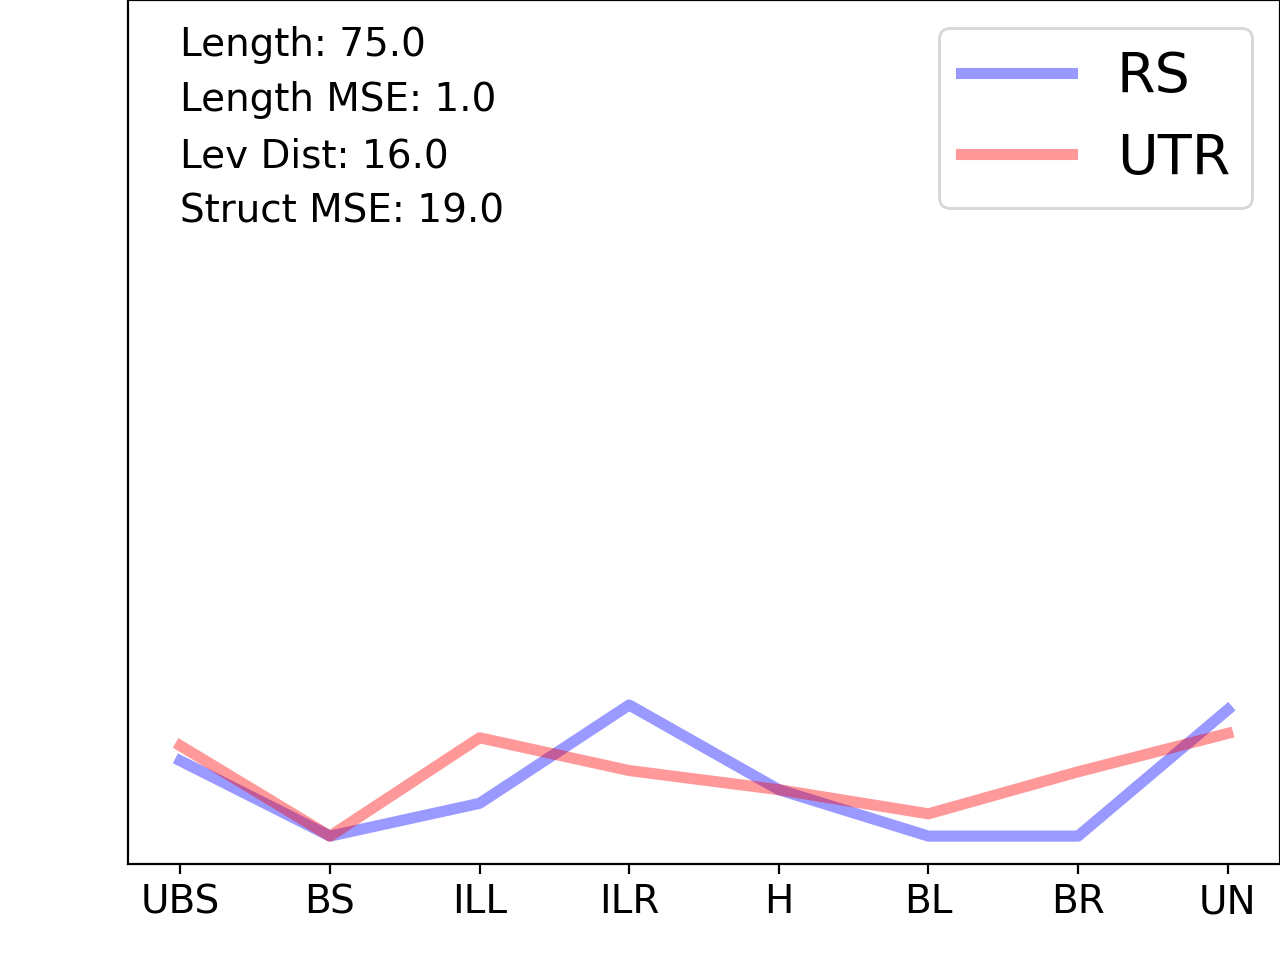 Length: 75.0
Length MSE: 1.0
Lev Dist: 16.0
Struct MSE: 19.0
RS
UTR
UBS BS ILL ILR H BL BR UN